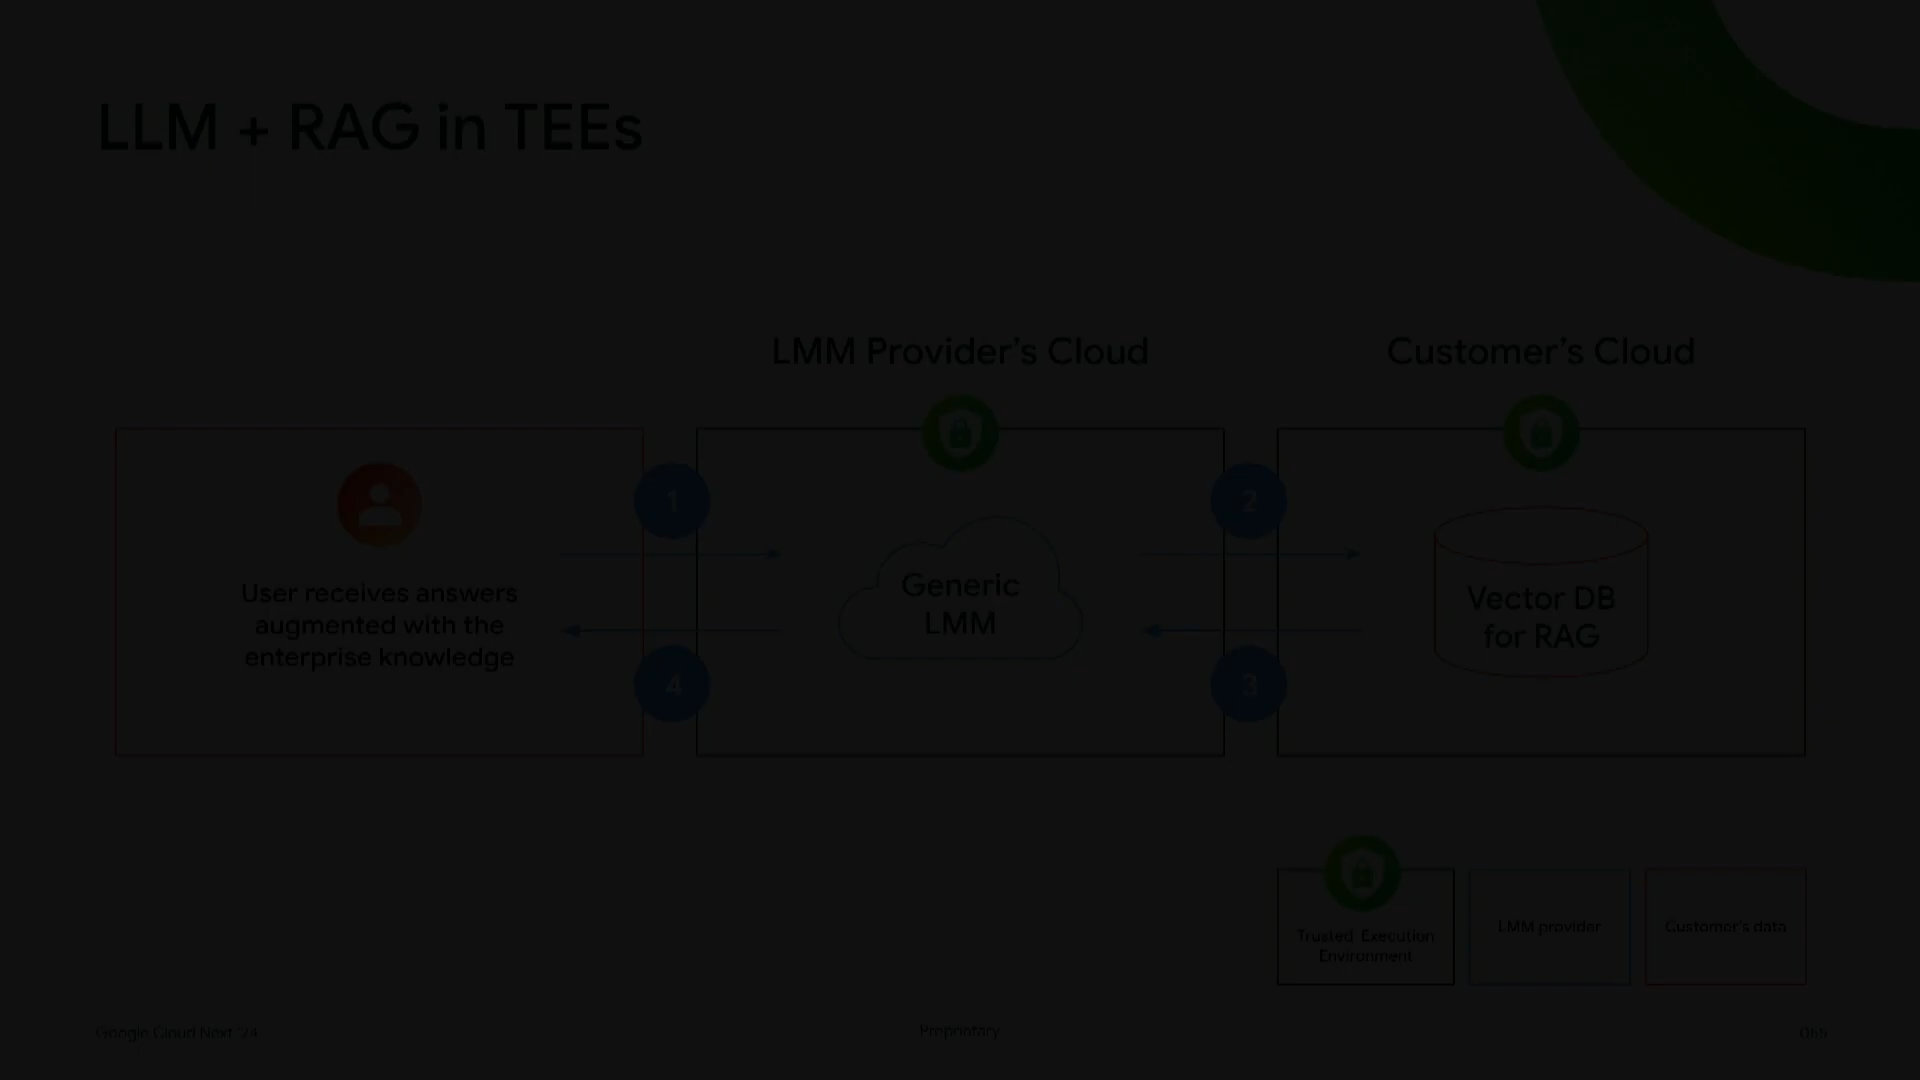 LLM + RAG in TEEs
LMM Provider's Cloud
Customer's Cloud
1
2
User receives answers
augmented with the
enterprise knowledge
Generic
LMM
Vector DB
for RAG
4
3
Trusted Execution
Environment
LMM provider
Customer's data
Google Cloud Next '24
Proprietary